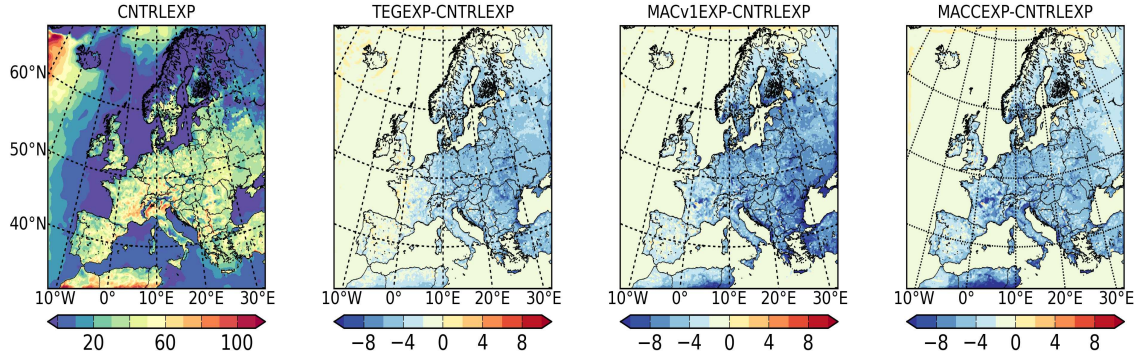 CNTRLEXP
TEGEXP-CNTRLEXP
MACv1EXP-CNTRLEXP
MACCEXP-CNTRLEXP
60°N
50°N
40°N
10°W 0° 10°E 20°E 30°E
10°W 0° 10°E 20°E 30°E
10°W 0° 10°E 20°E 30°E
10°W 0° 10°E 20°E 30°E
20 60 100
−8 −4 0 4 8
−8 −4 0 4 8
−8 −4 0 4 8